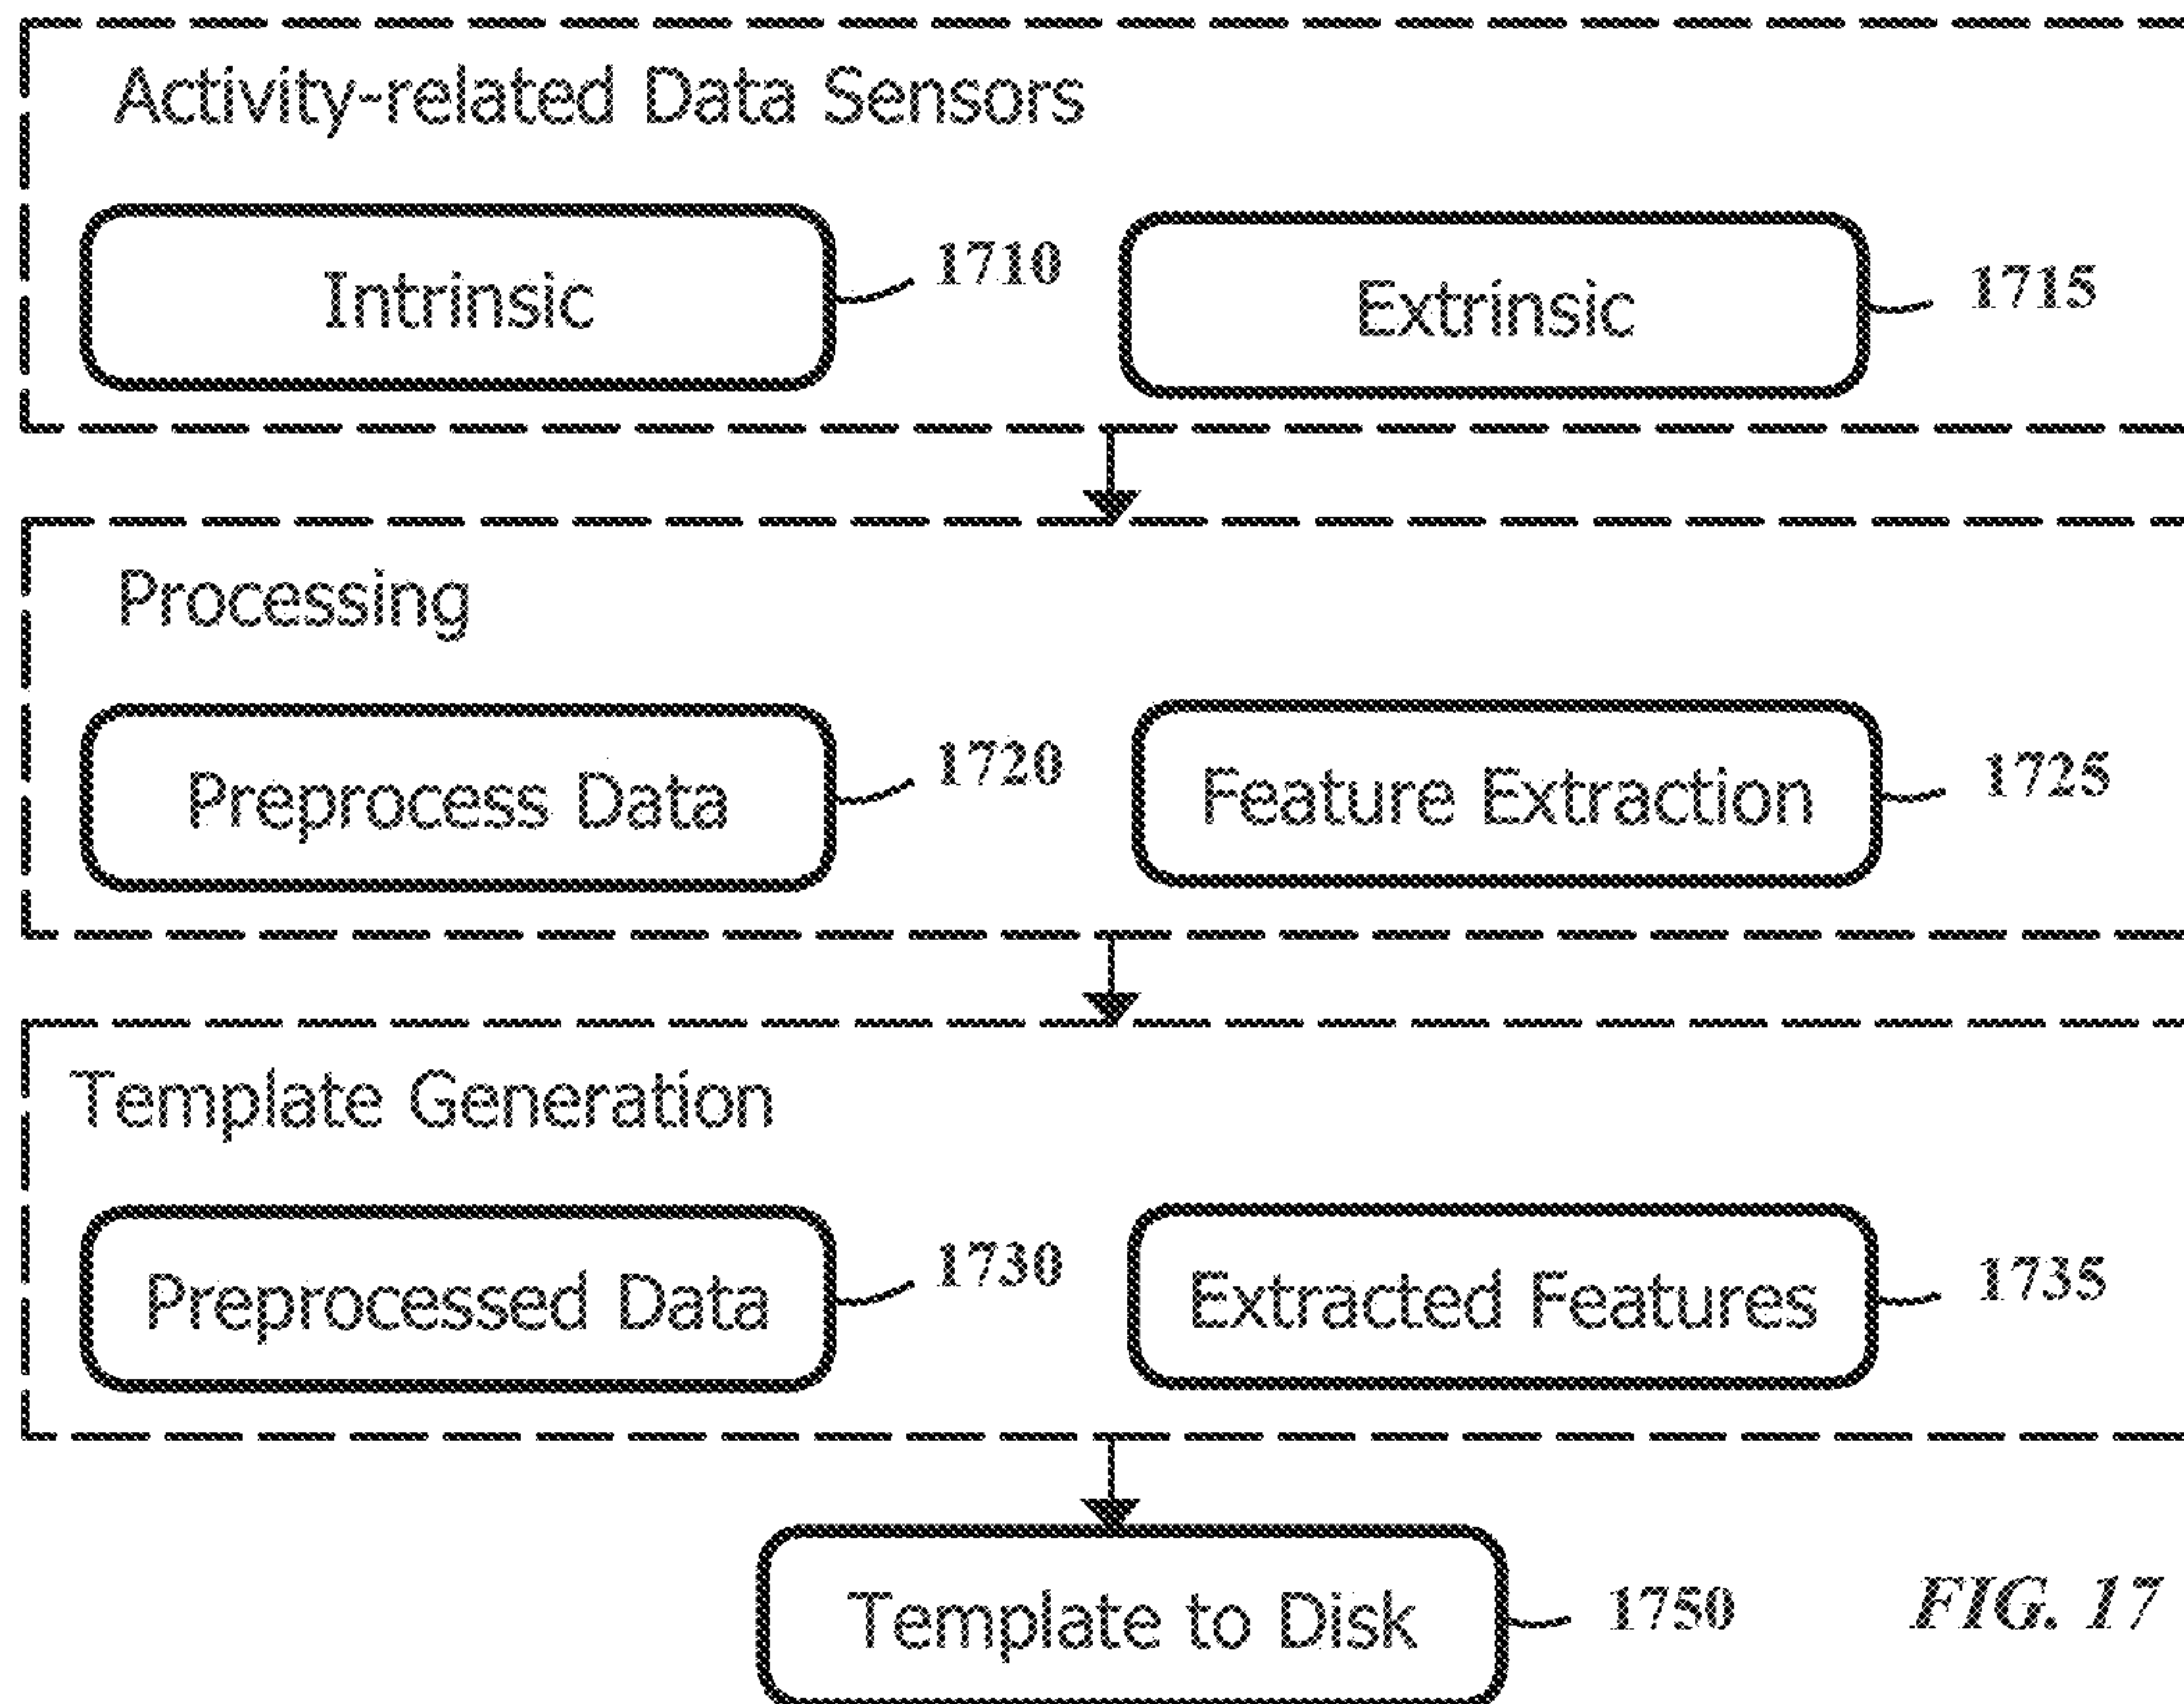 Activity-related Data Sensors
Intrinsic
1710
Extrinsic
1715
Processing
Preprocess Data
1720
Feature Extraction
1725
Template Generation
Preprocessed Data
1730
Extracted Features
1735
Template to Disk
1750
FIG. 17